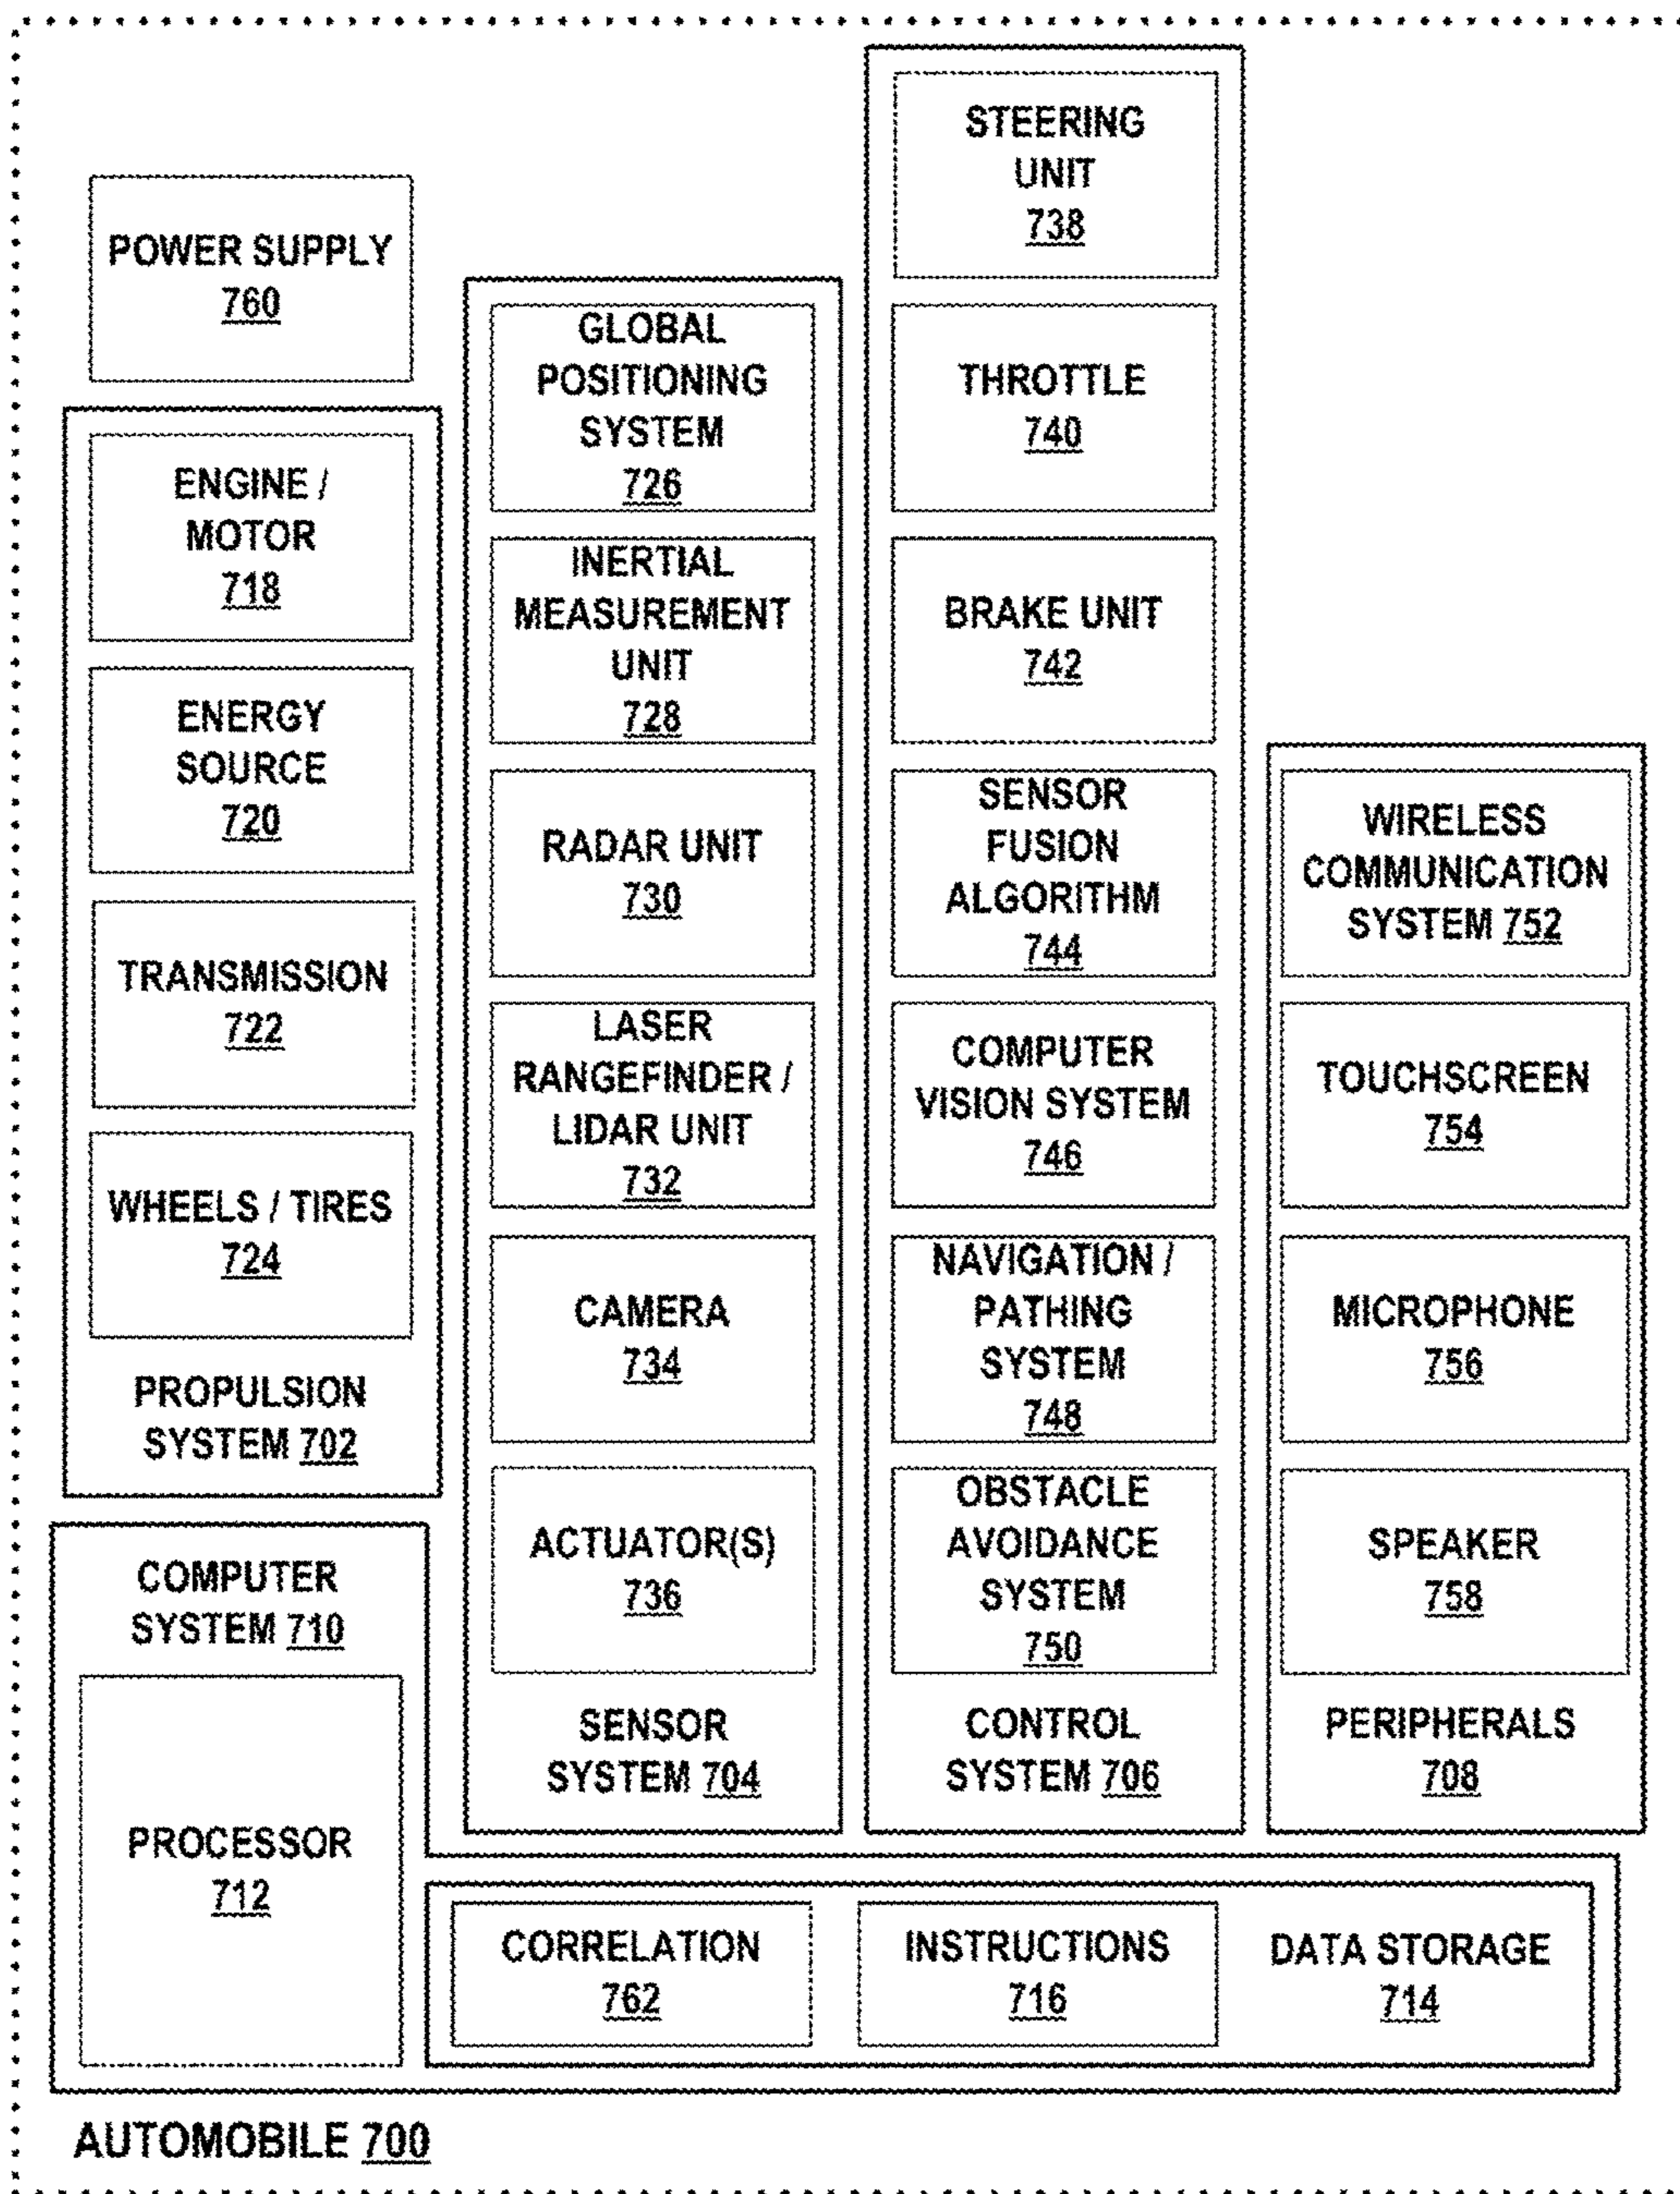 POWER SUPPLY
760
ENGINE /
MOTOR
718
ENERGY
SOURCE
720
TRANSMISSION
722
WHEELS / TIRES
724
PROPULSION
SYSTEM 702
GLOBAL
POSITIONING
SYSTEM
726
INERTIAL
MEASUREMENT
UNIT
728
RADAR UNIT
730
LASER
RANGEFINDER /
LIDAR UNIT
732
CAMERA
734
ACTUATOR(S)
736
SENSOR
SYSTEM 704
STEERING
UNIT
738
THROTTLE
740
BRAKE UNIT
742
SENSOR
FUSION
ALGORITHM
744
COMPUTER
VISION SYSTEM
746
NAVIGATION /
PATHING
SYSTEM
748
OBSTACLE
AVOIDANCE
SYSTEM
750
CONTROL
SYSTEM 706
WIRELESS
COMMUNICATION
SYSTEM 752
TOUCHSCREEN
754
MICROPHONE
756
SPEAKER
758
PERIPHERALS
708
COMPUTER
SYSTEM 710
PROCESSOR
712
CORRELATION
762
INSTRUCTIONS
716
DATA STORAGE
714
AUTOMOBILE 700